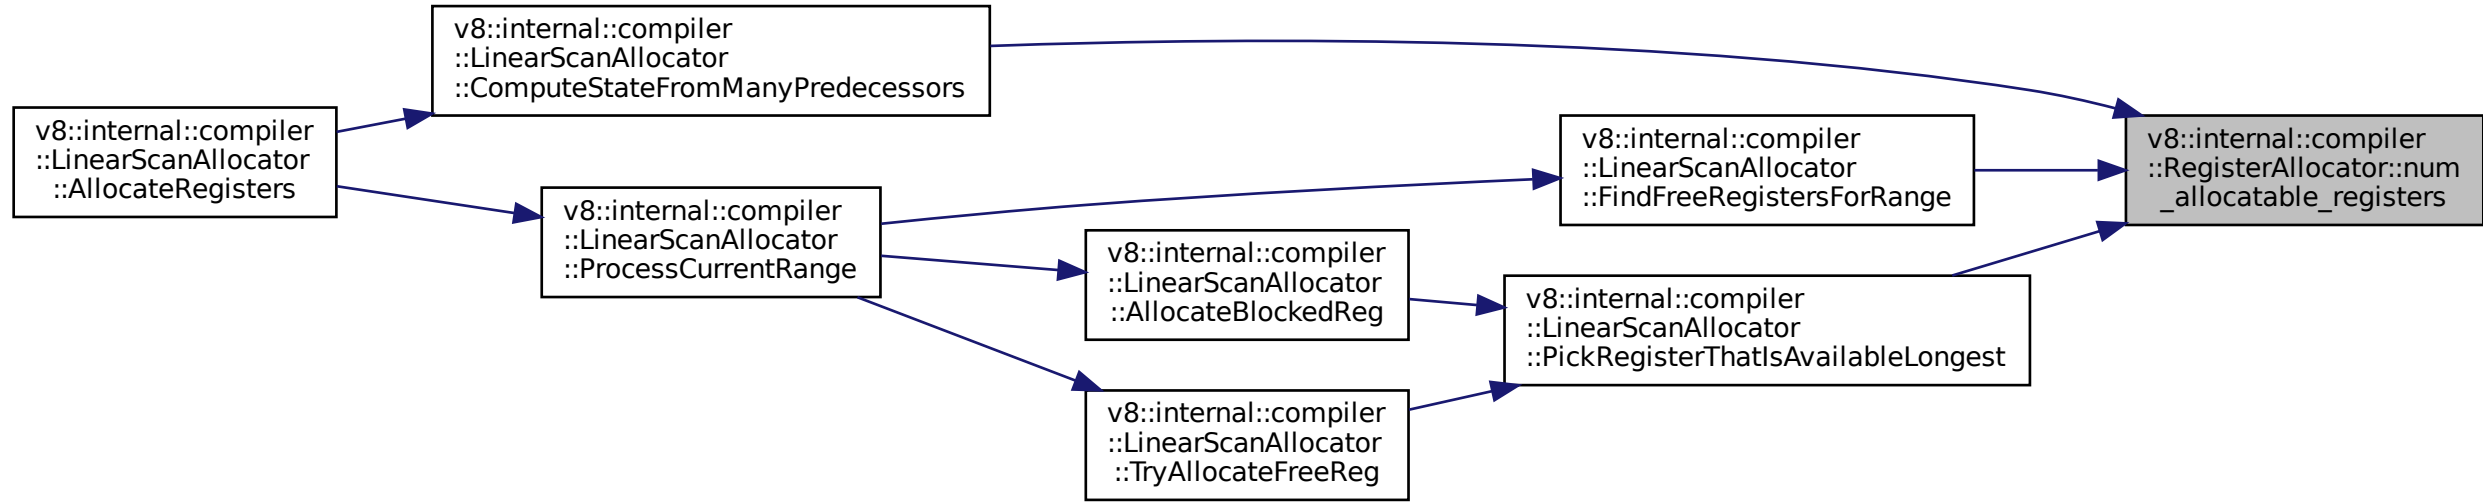 v8::internal::compiler
::LinearScanAllocator
::AllocateRegisters
v8::internal::compiler
::LinearScanAllocator
::ComputeStateFromManyPredecessors
v8::internal::compiler
::LinearScanAllocator
::ProcessCurrentRange
v8::internal::compiler
::LinearScanAllocator
::AllocateBlockedReg
v8::internal::compiler
::LinearScanAllocator
::TryAllocateFreeReg
v8::internal::compiler
::LinearScanAllocator
::FindFreeRegistersForRange
v8::internal::compiler
::LinearScanAllocator
::PickRegisterThatIsAvailableLongest
v8::internal::compiler
::RegisterAllocator::num
_allocatable_registers